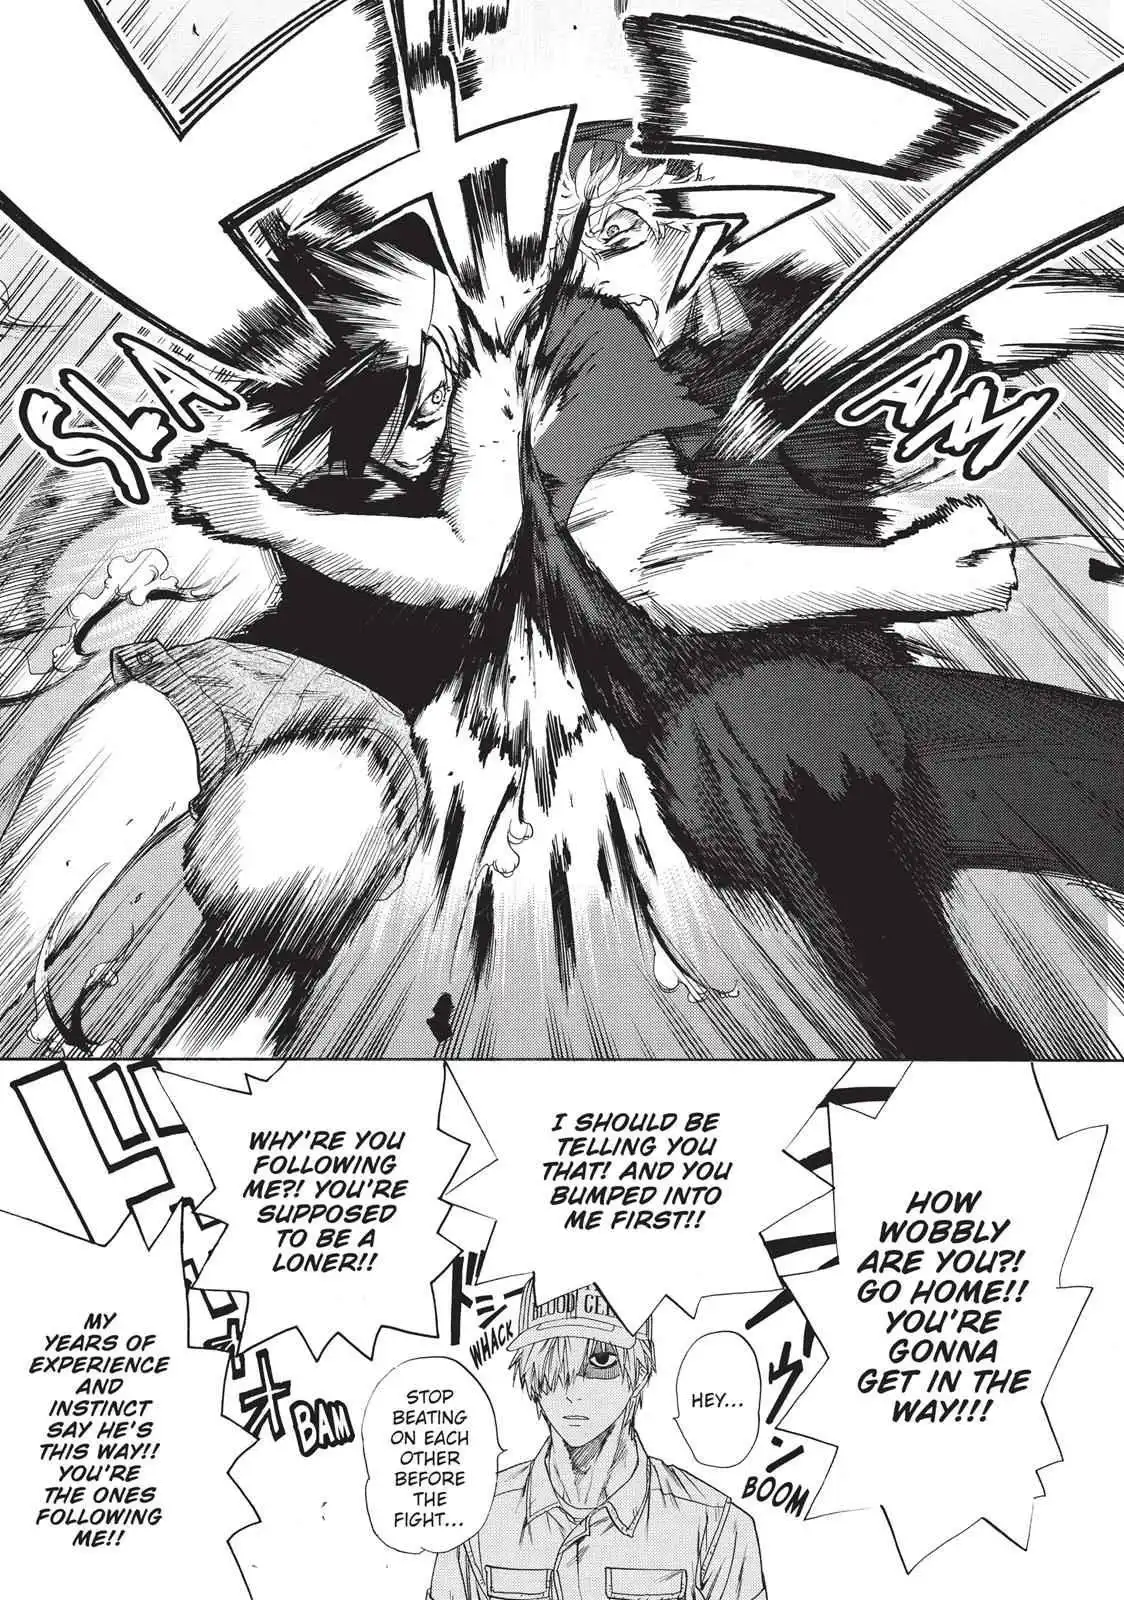 SLA
AM
HOW
WOBBLY
ARE YOU?!
GO HOME!!
YOU'RE
GONNA
GET IN THE
WAY!!!
I SHOULD BE
TELLING YOU
THAT! AND YOU
BUMPED INTO
ME FIRST!!
WHY'RE YOU
FOLLOWING
ME?! YOU'RE
SUPPOSED
TO BE A
LONER!!
HEY...
BOOM
BLOOD CEL
WHACK
STOP
BEATING
ON EACH
OTHER BEFORE
THE
FIGHT...
BAM
MY
YEARS OF
EXPERIENCE
AND
INSTINCT
SAY HE'S
THIS WAY!!
YOU'RE
THE ONES
FOLLOWING
ME!!